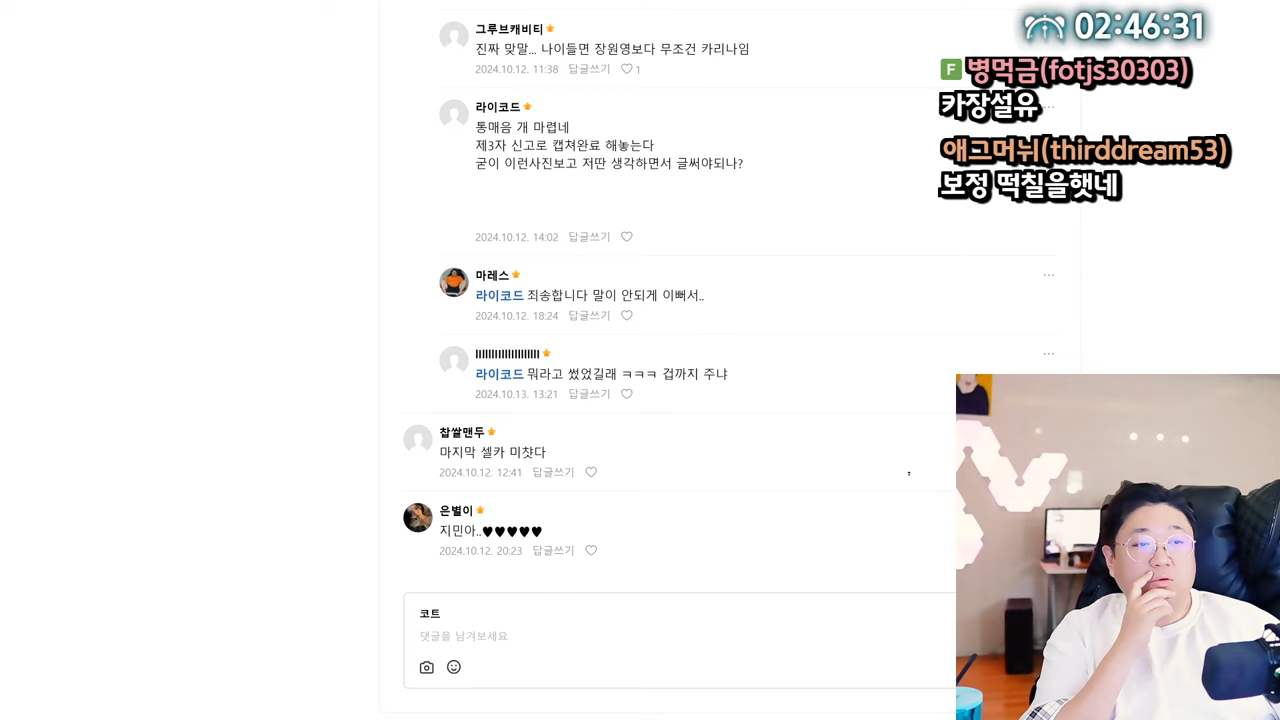 그루브캐비티
진짜 맞말... 나이들면 장원영보다 무조건 카리나임
2024.10.12. 11:38 답글쓰기 1
라이코드
통매음 개 마렵네
제3자 신고로 캡쳐완료 해놓는다
굳이 이런사진보고 저딴 생각하면서 글써야되나?
2024.10.12. 14:02 답글쓰기
마레스
라이코드 죄송합니다 말이 안되게 이뻐서..
2024.10.12. 18:24 답글쓰기
라이코드 뭐라고 썼었길래 ㅋㅋㅋ 겁까지 주냐
2024.10.13. 13:21 답글쓰기
찹쌀맨두
마지막 셀카 미챳다
2024.10.12. 12:41 답글쓰기
은별이
지민아..♥♥♥♥♥
2024.10.12. 20:23 답글쓰기
코트
댓글을 남겨보세요
02:46:31
F 병먹금(fotjs30303)
카장설유
애그머뉘(thirddream53)
보정 떡칠을햇네